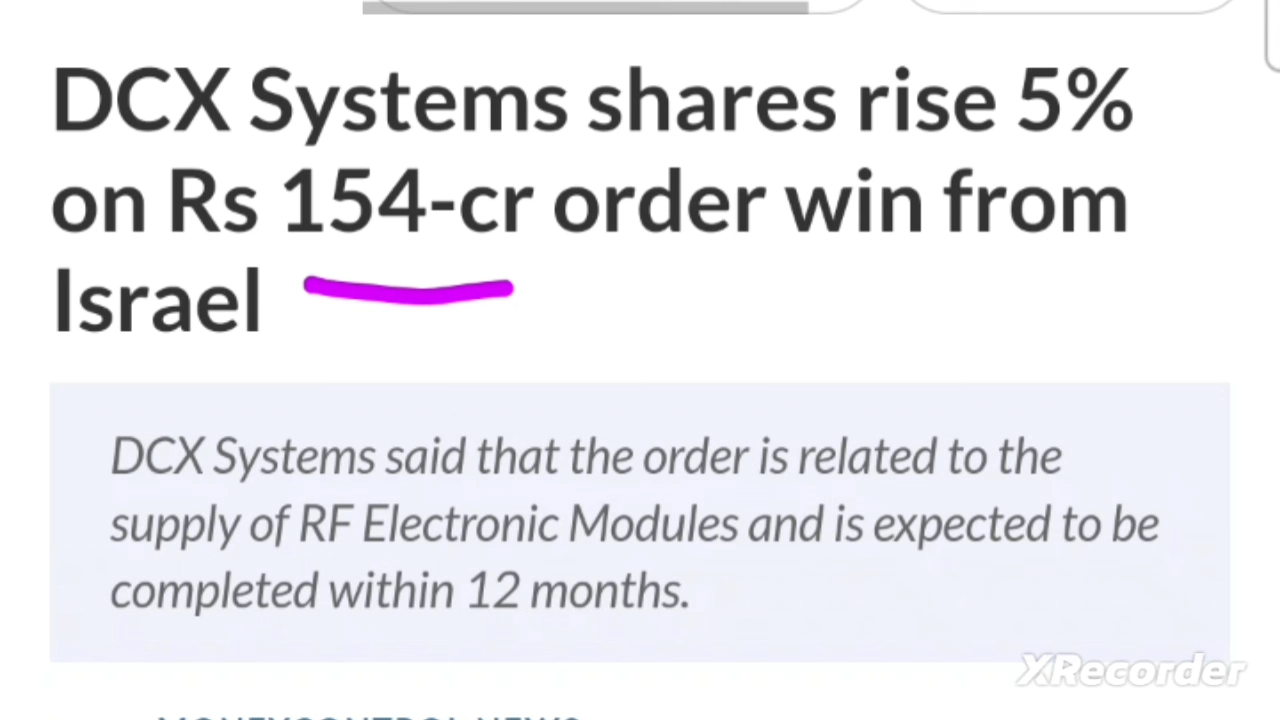 DCX Systems shares rise 5%
on Rs 154-cr order win from
Israel
DCX Systems said that the order is related to the
supply of RF Electronic Modules and is expected to be
completed within 12 months.
XRecorder
MONEYCONTROL NEWS